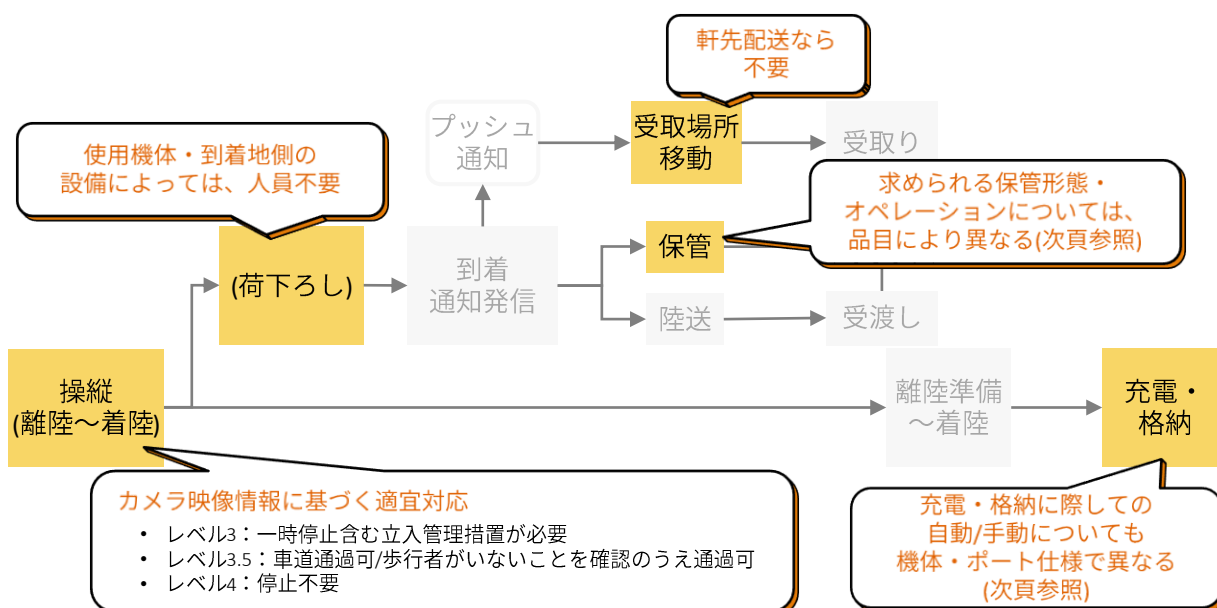 軒先配送なら
不要
使用機体・到着地側の
設備によっては、人員不要
プッシュ
通知
受取場所
移動
受取り
求められる保管形態・
オペレーションについては、
品目により異なる(次頁参照)
(荷下ろし)
到着
通知発信
保管
陸送
受渡し
操縦
(離陸～着陸)
離陸準備
～着陸
充電・
格納
カメラ映像情報に基づく適宜対応
• レベル3：一時停止含む立入管理措置が必要
• レベル3.5：車道通過可/歩行者がいないことを確認のうえ通過可
• レベル4：停止不要
充電・格納に際しての
自動/手動についても
機体・ポート仕様で異なる
(次頁参照)